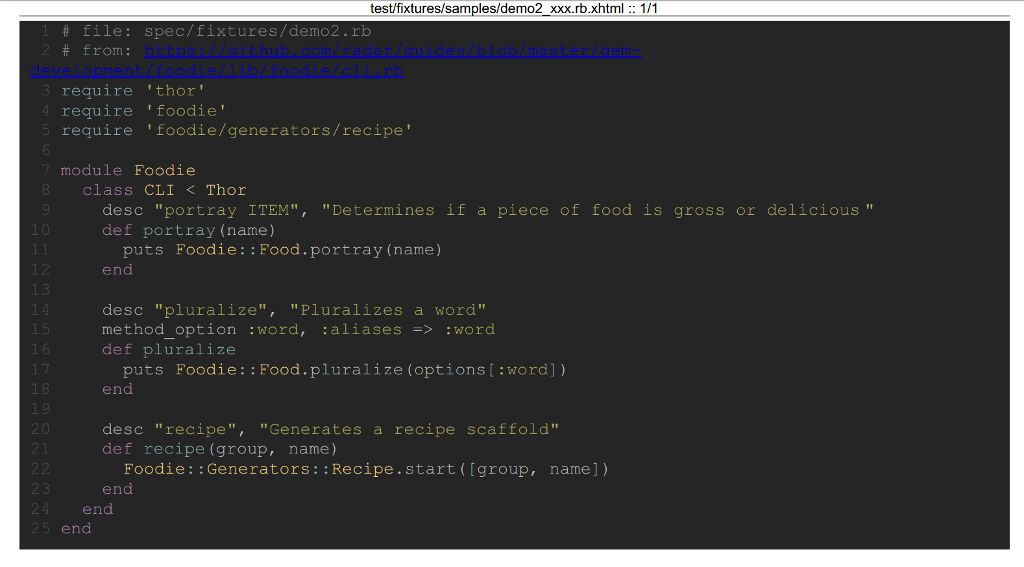 test/fixtures/samples/demo2_xxx.rb.xhtml :: 1/1
1 # file: spec/fixtures/demo2.rb
2 # from: https://github.com/radar/guides/blob/master/gem-
development/foodie/lib/foodie/cli.rb
3 require 'thor'
4 require 'foodie'
5 require 'foodie/generators/recipe'
6
7 module Foodie
8   class CLI < Thor
9     desc "portray ITEM", "Determines if a piece of food is gross or delicious"
10     def portray(name)
11       puts Foodie::Food.portray(name)
12     end
13
14     desc "pluralize", "Pluralizes a word"
15     method_option :word, :aliases => :word
16     def pluralize
17       puts Foodie::Food.pluralize(options[:word])
18     end
19
20     desc "recipe", "Generates a recipe scaffold"
21     def recipe(group, name)
22       Foodie::Generators::Recipe.start([group, name])
23     end
24   end
25 end